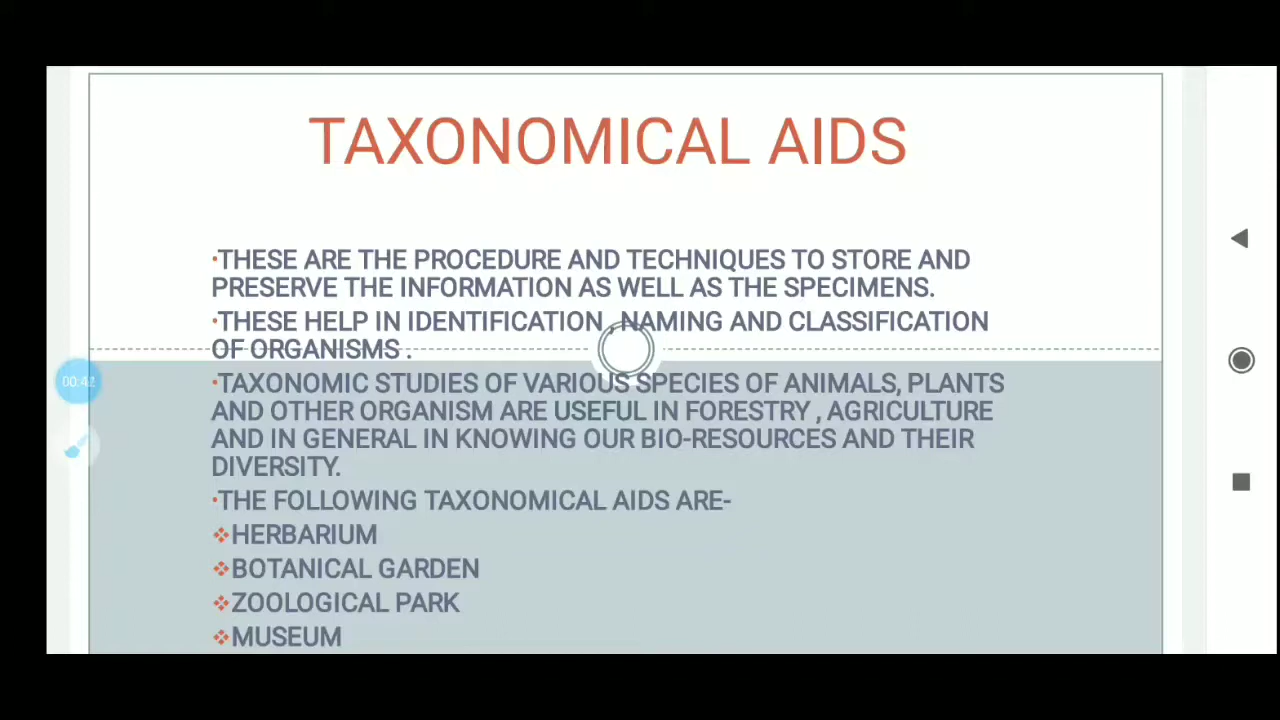 TAXONOMICAL AIDS
•THESE ARE THE PROCEDURE AND TECHNIQUES TO STORE AND
PRESERVE THE INFORMATION AS WELL AS THE SPECIMENS.
•THESE HELP IN IDENTIFICATION , NAMING AND CLASSIFICATION
OF ORGANISMS .
•TAXONOMIC STUDIES OF VARIOUS SPECIES OF ANIMALS, PLANTS
AND OTHER ORGANISM ARE USEFUL IN FORESTRY , AGRICULTURE
AND IN GENERAL IN KNOWING OUR BIO-RESOURCES AND THEIR
DIVERSITY.
•THE FOLLOWING TAXONOMICAL AIDS ARE-
❖HERBARIUM
❖BOTANICAL GARDEN
❖ZOOLOGICAL PARK
❖MUSEUM
00:42